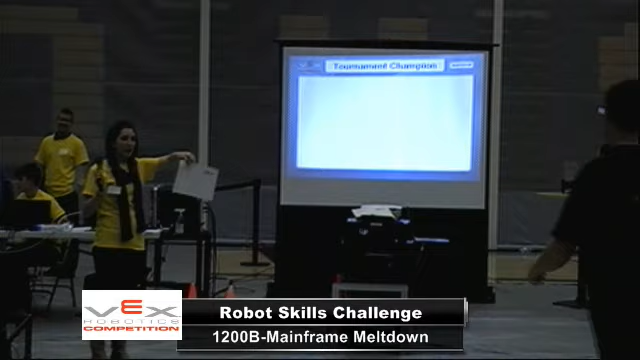 Tournament Champion
VEX
ROBOTICS
COMPETITION
Robot Skills Challenge
1200B-Mainframe Meltdown